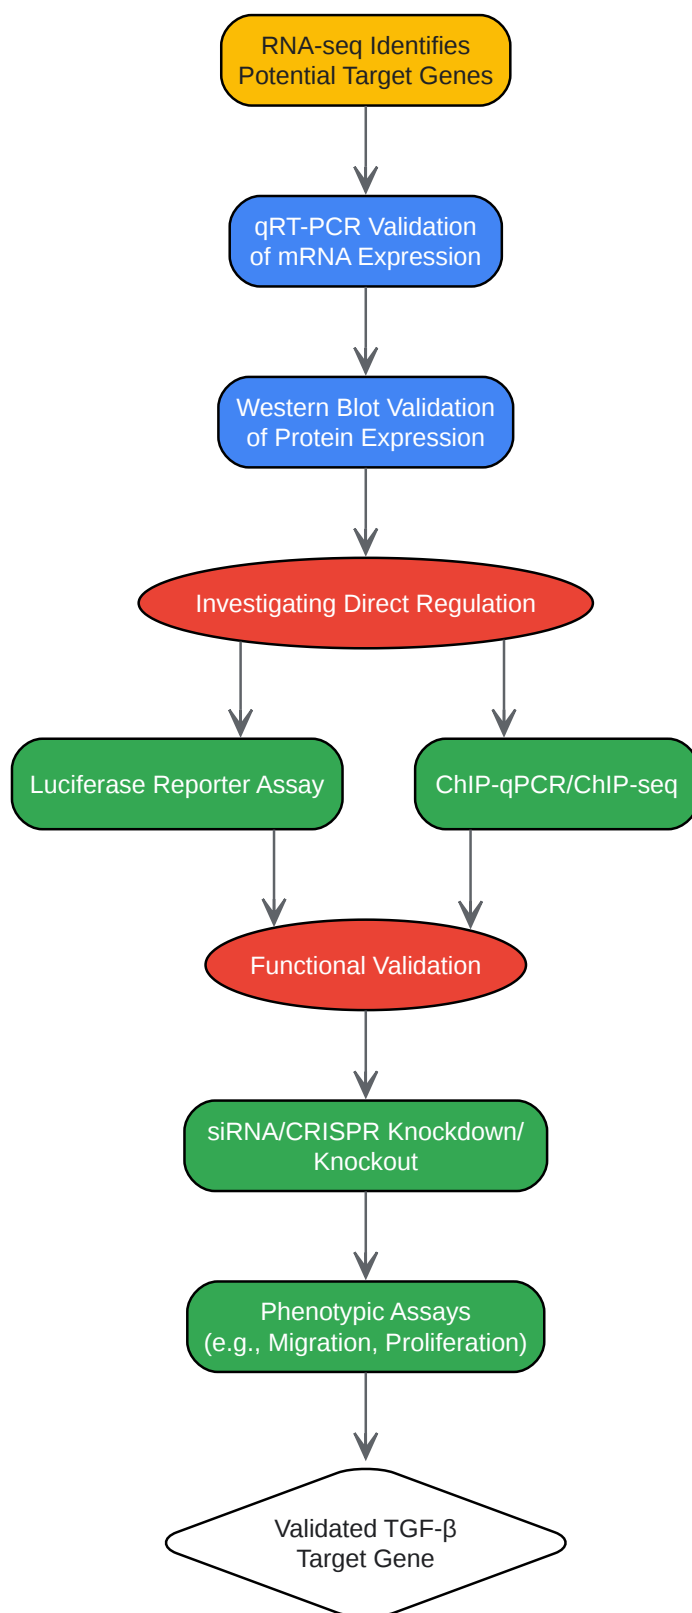 RNA-seq Identifies
Potential Target Genes
qRT-PCR Validation
of mRNA Expression
Western Blot Validation
of Protein Expression
Investigating Direct Regulation
Luciferase Reporter Assay
ChIP-qPCR/ChIP-seq
Functional Validation
siRNA/CRISPR Knockdown/
Knockout
Phenotypic Assays
(e.g., Migration, Proliferation)
Validated TGF-β
Target Gene